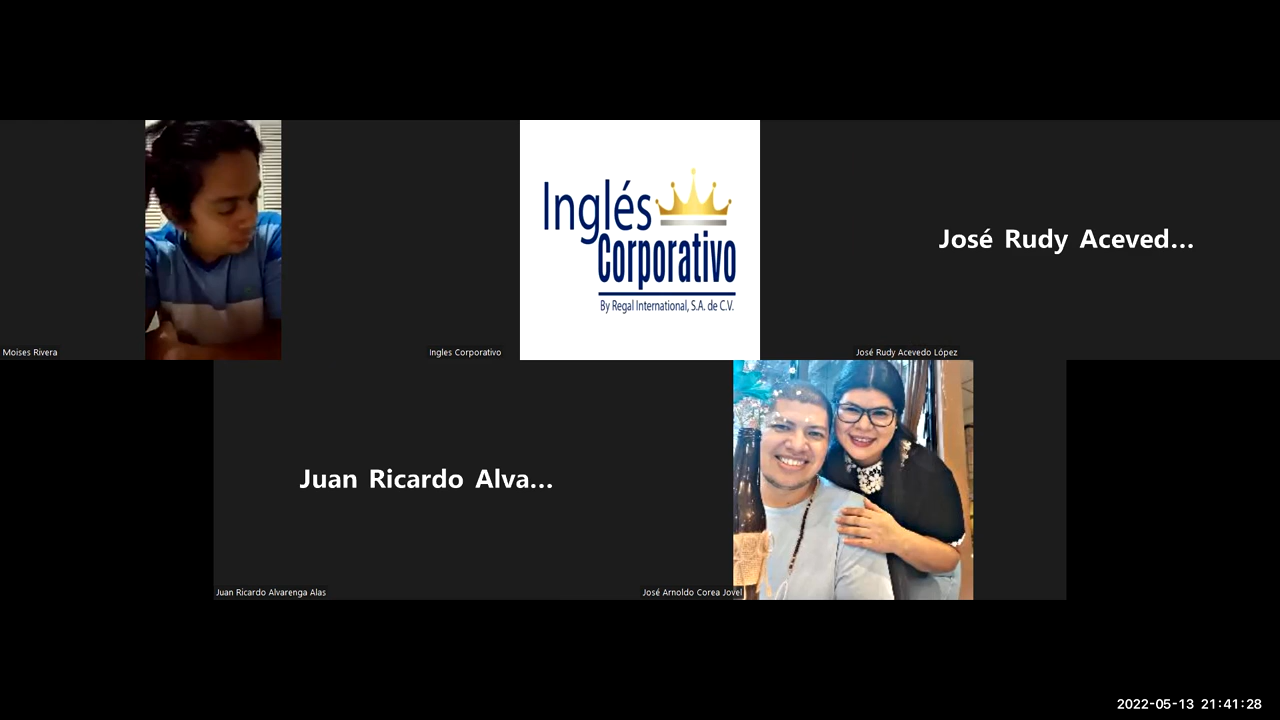 Inglés
Corporativo
By Regal International, S.A. de C.V.
José Rudy Aceved...
Moises Rivera
Ingles Corporativo
José Rudy Acevedo López
Juan Ricardo Alva...
Juan Ricardo Alvarenga Alas
José Arnoldo Corea Jovel
2022-05-13 21:41:28